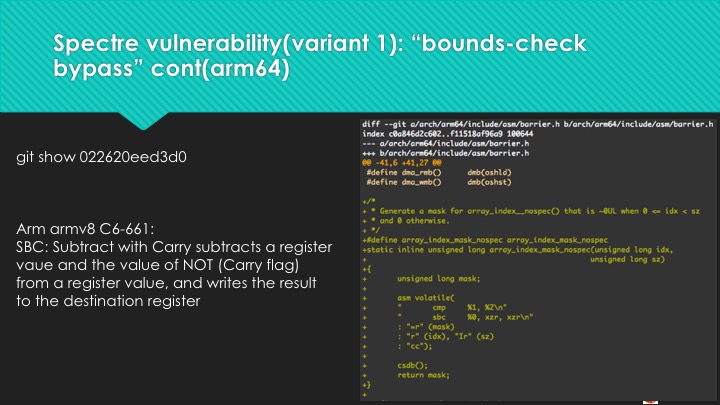 Spectre vulnerability(variant 1): “bounds-check
bypass” cont(arm64)
git show 022620eed3d0
Arm armv8 C6-661:
SBC: Subtract with Carry subtracts a register
vaue and the value of NOT (Carry flag)
from a register value, and writes the result
to the destination register
diff --git a/arch/arm64/include/asm/barrier.h b/arch/arm64/include/asm/barrier.h
index c0a846d2c602..f11518af96a9 100644
--- a/arch/arm64/include/asm/barrier.h
+++ b/arch/arm64/include/asm/barrier.h
@@ -41,6 +41,27 @@
#define dma_rmb() dmb(oshld)
#define dma_wmb() dmb(oshst)
+/*
+ * Generate a mask for array_index__nospec() that is ~0UL when 0 <= idx < sz
+ * and 0 otherwise.
+ */
+#define array_index_mask_nospec array_index_mask_nospec
+static inline unsigned long array_index_mask_nospec(unsigned long idx,
+ unsigned long sz)
+{
+ unsigned long mask;
+
+ asm volatile(
+ " cmp %1, %2\n"
+ " sbc %0, xzr, xzr\n"
+ : "=r" (mask)
+ : "r" (idx), "Ir" (sz)
+ : "cc");
+
+ csdb();
+ return mask;
+}
+